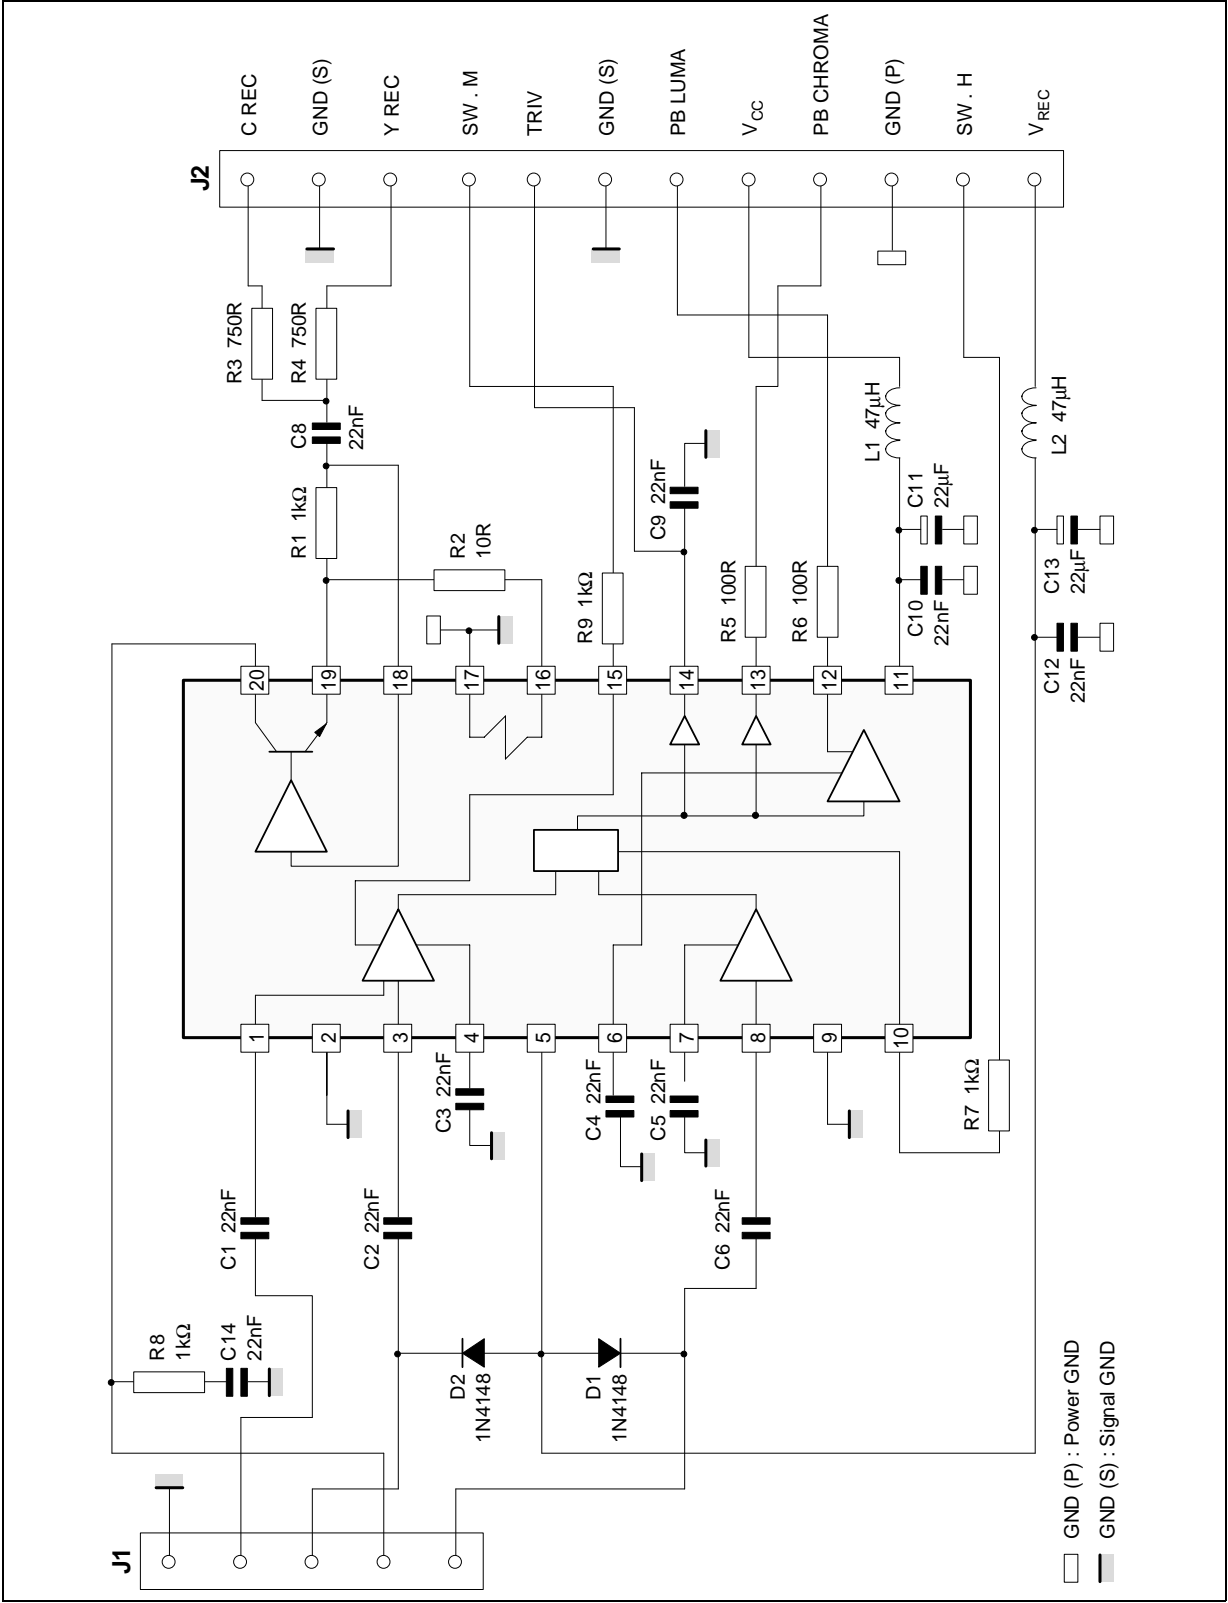 J2
C REC
GND (S)
Y REC
SW . M
TRIV
GND (S)
PB LUMA
VCC
PB CHROMA
GND (P)
SW . H
VREC
R3 750R
R4 750R
C8
22nF
R1 1kΩ
R2
10R
R9 1kΩ
C9 22nF
R5 100R
R6 100R
L1 47µH
C11
22µF
C10
22nF
L2 47µH
C13
22µF
C12
22nF
20
19
18
17
16
15
14
13
12
11
1
2
3
4
5
6
7
8
9
10
C3 22nF
C4 22nF
C5 22nF
R7 1kΩ
C1 22nF
C2 22nF
C6 22nF
R8
1kΩ
C14
22nF
D2
1N4148
D1
1N4148
J1
GND (P) : Power GND
GND (S) : Signal GND